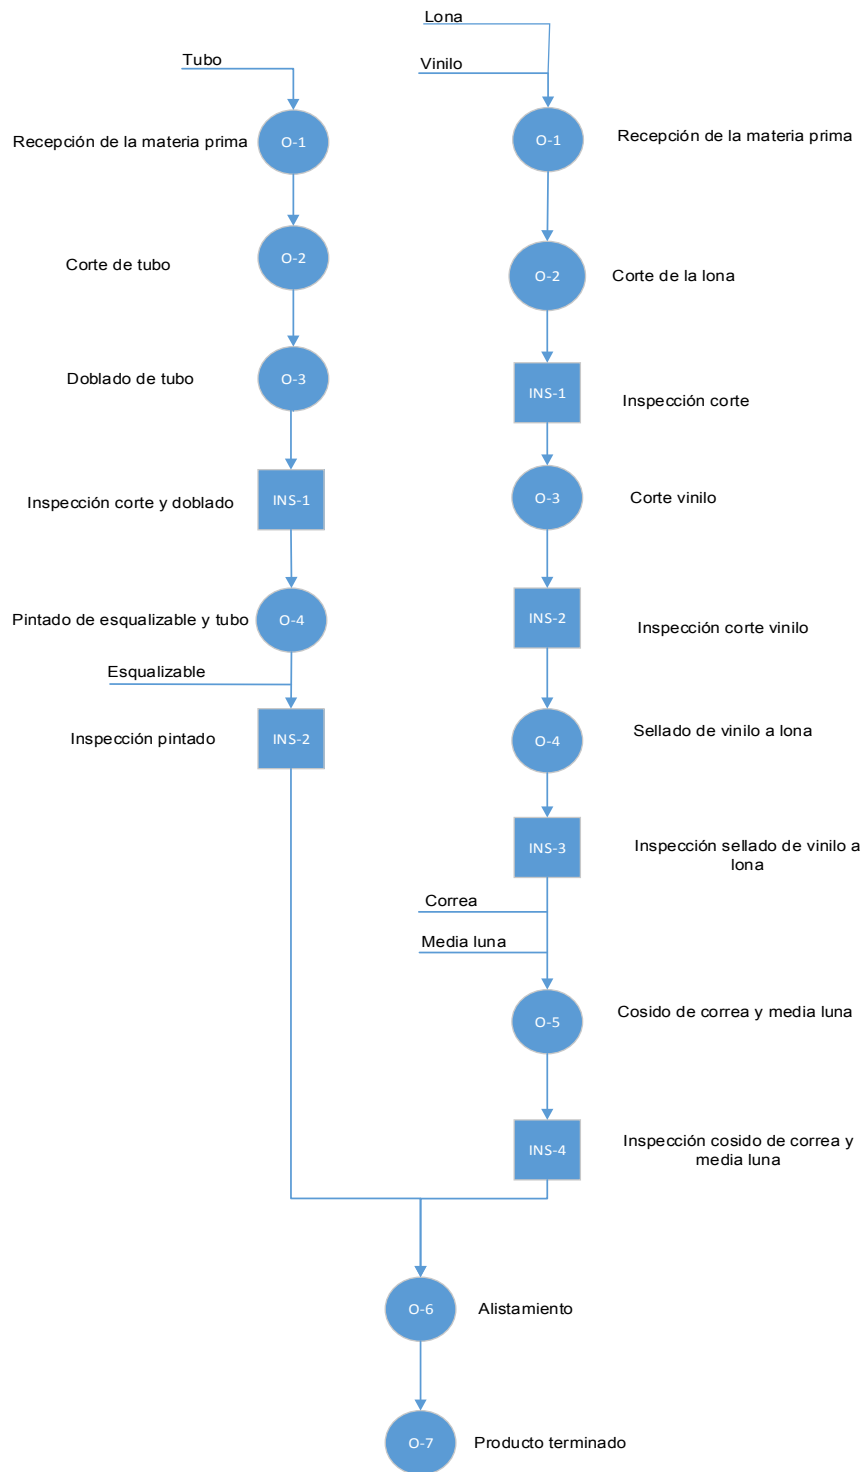 Lona
Tubo
Vinilo
Recepción de la materia prima
O-1
O-1
Recepción de la materia prima
Corte de tubo
O-2
O-2
Corte de la lona
Doblado de tubo
O-3
INS-1
Inspección corte
Inspección corte y doblado
INS-1
O-3
Corte vinilo
Pintado de esqualizable y tubo
O-4
INS-2
Inspección corte vinilo
Esqualizable
Inspección pintado
INS-2
O-4
Sellado de vinilo a lona
INS-3
Inspección sellado de vinilo a
lona
Correa
Media luna
O-5
Cosido de correa y media luna
INS-4
Inspección cosido de correa y
media luna
O-6
Alistamiento
O-7
Producto terminado